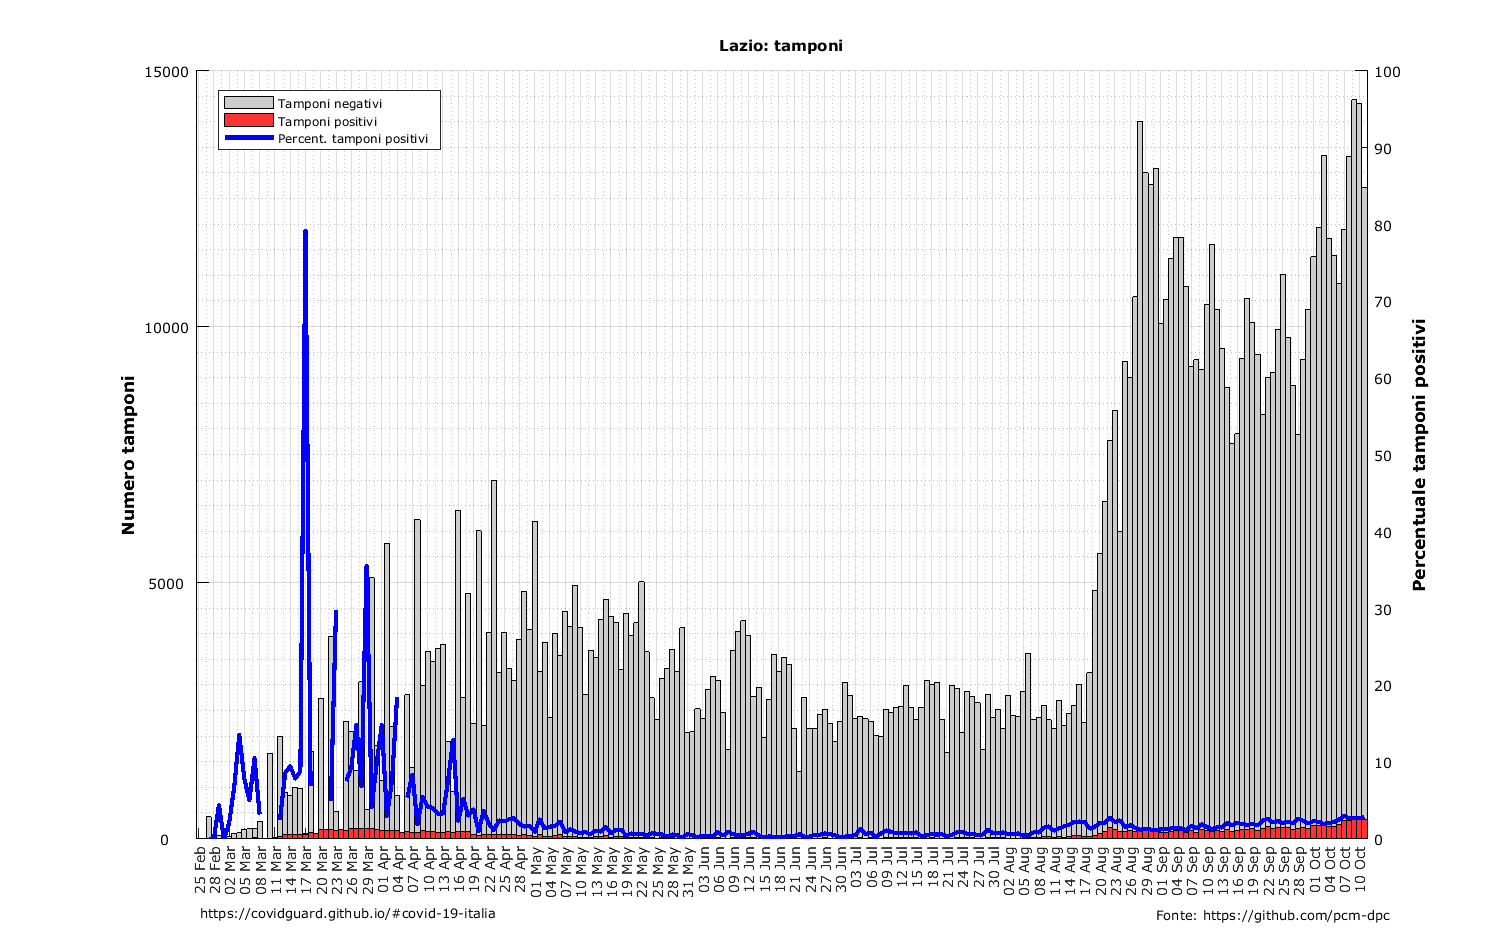 Lazio: tamponi
15000
10000
5000
0
100
90
80
70
60
50
40
30
20
10
0
Tamponi negativi
Tamponi positivi
Percent. tamponi positivi
Numero tamponi
Percentuale tamponi positivi
25 Feb
28 Feb
02 Mar
05 Mar
08 Mar
11 Mar
14 Mar
17 Mar
20 Mar
23 Mar
26 Mar
29 Mar
01 Apr
04 Apr
07 Apr
10 Apr
13 Apr
16 Apr
19 Apr
22 Apr
25 Apr
28 Apr
01 May
04 May
07 May
10 May
13 May
16 May
19 May
22 May
25 May
28 May
31 May
03 Jun
06 Jun
09 Jun
12 Jun
15 Jun
18 Jun
21 Jun
24 Jun
27 Jun
30 Jun
03 Jul
06 Jul
09 Jul
12 Jul
15 Jul
18 Jul
21 Jul
24 Jul
27 Jul
30 Jul
02 Aug
05 Aug
08 Aug
11 Aug
14 Aug
17 Aug
20 Aug
23 Aug
26 Aug
29 Aug
01 Sep
04 Sep
07 Sep
10 Sep
13 Sep
16 Sep
19 Sep
22 Sep
25 Sep
28 Sep
01 Oct
04 Oct
07 Oct
10 Oct
https://covidguard.github.io/#covid-19-italia
Fonte: https://github.com/pcm-dpc